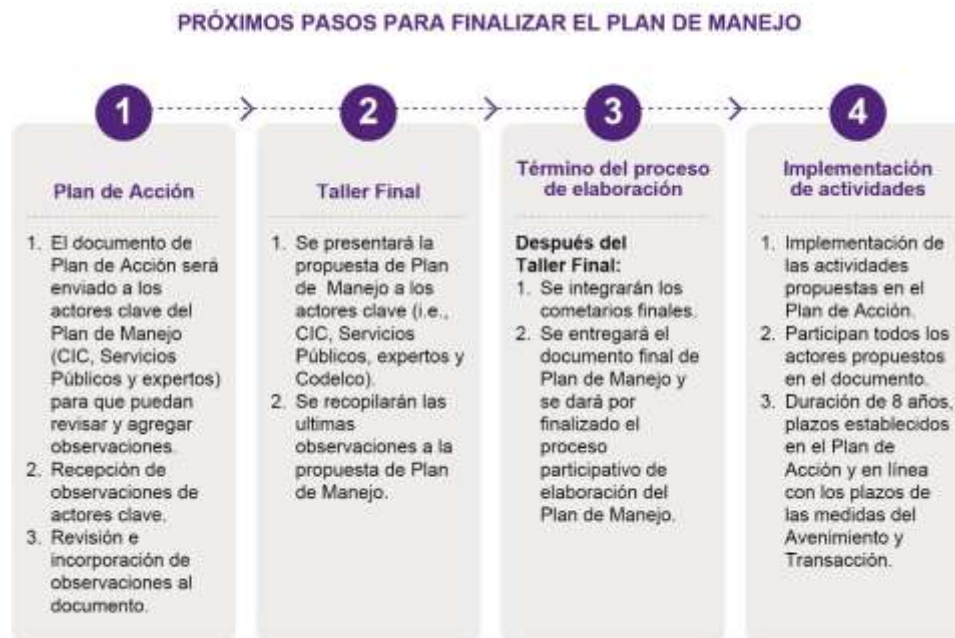 PRÓXIMOS PASOS PARA FINALIZAR EL PLAN DE MANEJO
1
Plan de Acción
1. El documento de
Plan de Acción será
enviado a los
actores clave del
Plan de Manejo
(CIC, Servicios
Públicos y expertos)
para que puedan
revisar y agregar
observaciones.
2. Recepción de
observaciones de
actores clave.
3. Revisión e
incorporación de
observaciones al
documento.
2
Taller Final
1. Se presentará la
propuesta de Plan
de Manejo a los
actores clave (i.e.,
CIC, Servicios
Públicos, expertos y
Codelco).
2. Se recopilarán las
ultimas
observaciones a la
propuesta de Plan
de Manejo.
3
Término del proceso
de elaboración
Después del
Taller Final:
1. Se integrarán los
cometarios finales.
2. Se entregará el
documento final de
Plan de Manejo y
se dará por
finalizado el
proceso
participativo de
elaboración del
Plan de Manejo.
4
Implementación
de actividades
1. Implementación de
las actividades
propuestas en el
Plan de Acción.
2. Participan todos los
actores propuestos
en el documento.
3. Duración de 8 años,
plazos establecidos
en el Plan de
Acción y en línea
con los plazos de
las medidas del
Avenimiento y
Transacción.